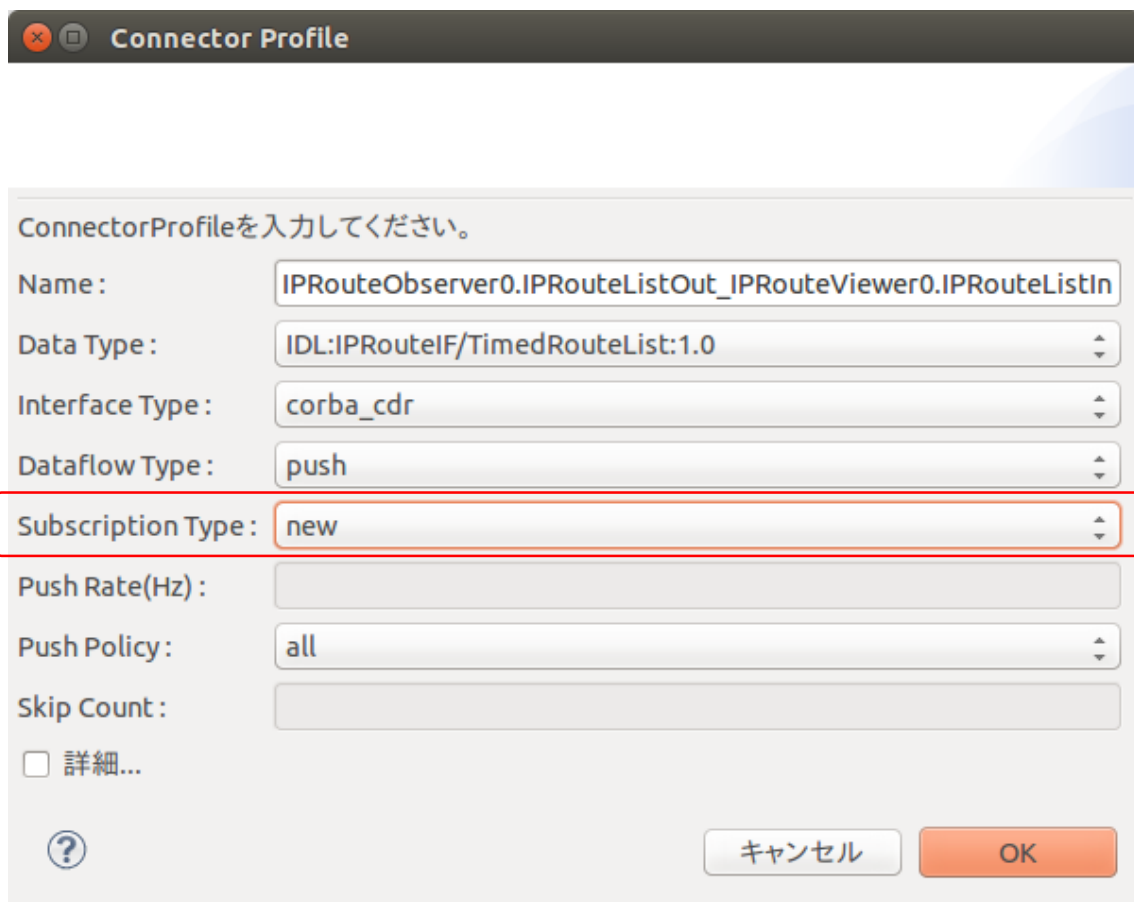 Connector Profile
ConnectorProfileを入力してください。
Name : IPRouteObserver0.IPRouteListOut_IPRouteViewer0.IPRouteListIn
Data Type : IDL:IPRouteIF/TimedRouteList:1.0
Interface Type : corba_cdr
Dataflow Type : push
Subscription Type : new
Push Rate(Hz) :
Push Policy : all
Skip Count :
詳細...
? キャンセル OK